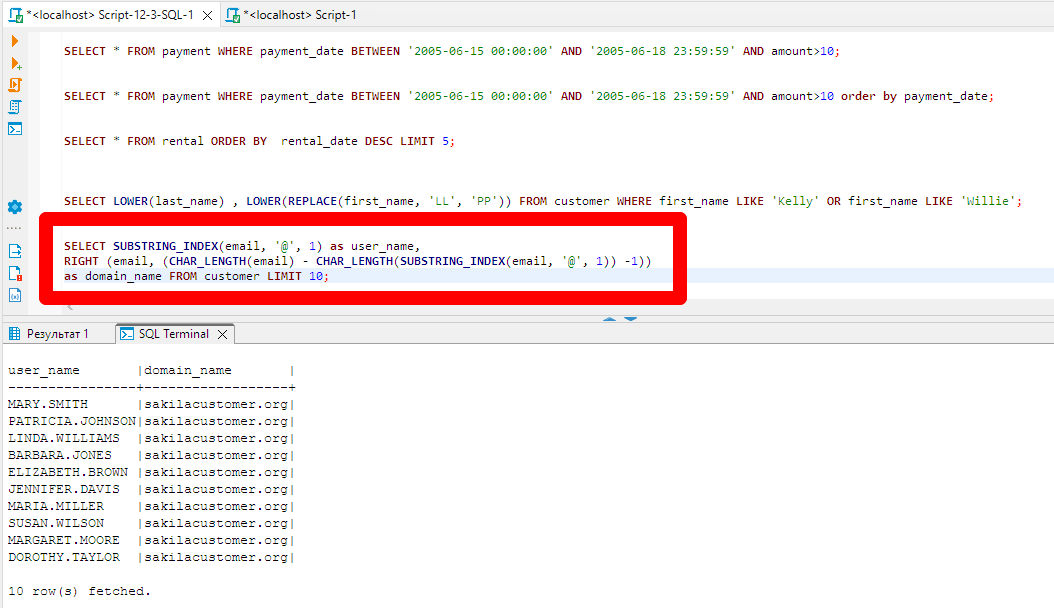 *<localhost> Script-12-3-SQL-1 *<localhost> Script-1
SELECT * FROM payment WHERE payment_date BETWEEN '2005-06-15 00:00:00' AND '2005-06-18 23:59:59' AND amount>10;
SELECT * FROM payment WHERE payment_date BETWEEN '2005-06-15 00:00:00' AND '2005-06-18 23:59:59' AND amount>10 order by payment_date;
SELECT * FROM rental ORDER BY  rental_date DESC LIMIT 5;
SELECT LOWER(last_name) , LOWER(REPLACE(first_name, 'LL', 'PP')) FROM customer WHERE first_name LIKE 'Kelly' OR first_name LIKE 'Willie';
SELECT SUBSTRING_INDEX(email, '@', 1) as user_name,
RIGHT (email, (CHAR_LENGTH(email) - CHAR_LENGTH(SUBSTRING_INDEX(email, '@', 1)) -1))
as domain_name FROM customer LIMIT 10;
Результат 1 SQL Terminal
user_name       |domain_name       |
----------------+------------------+
MARY.SMITH      |sakilacustomer.org|
PATRICIA.JOHNSON|sakilacustomer.org|
LINDA.WILLIAMS  |sakilacustomer.org|
BARBARA.JONES   |sakilacustomer.org|
ELIZABETH.BROWN |sakilacustomer.org|
JENNIFER.DAVIS  |sakilacustomer.org|
MARIA.MILLER    |sakilacustomer.org|
SUSAN.WILSON    |sakilacustomer.org|
MARGARET.MOORE  |sakilacustomer.org|
DOROTHY.TAYLOR  |sakilacustomer.org|
10 row(s) fetched.